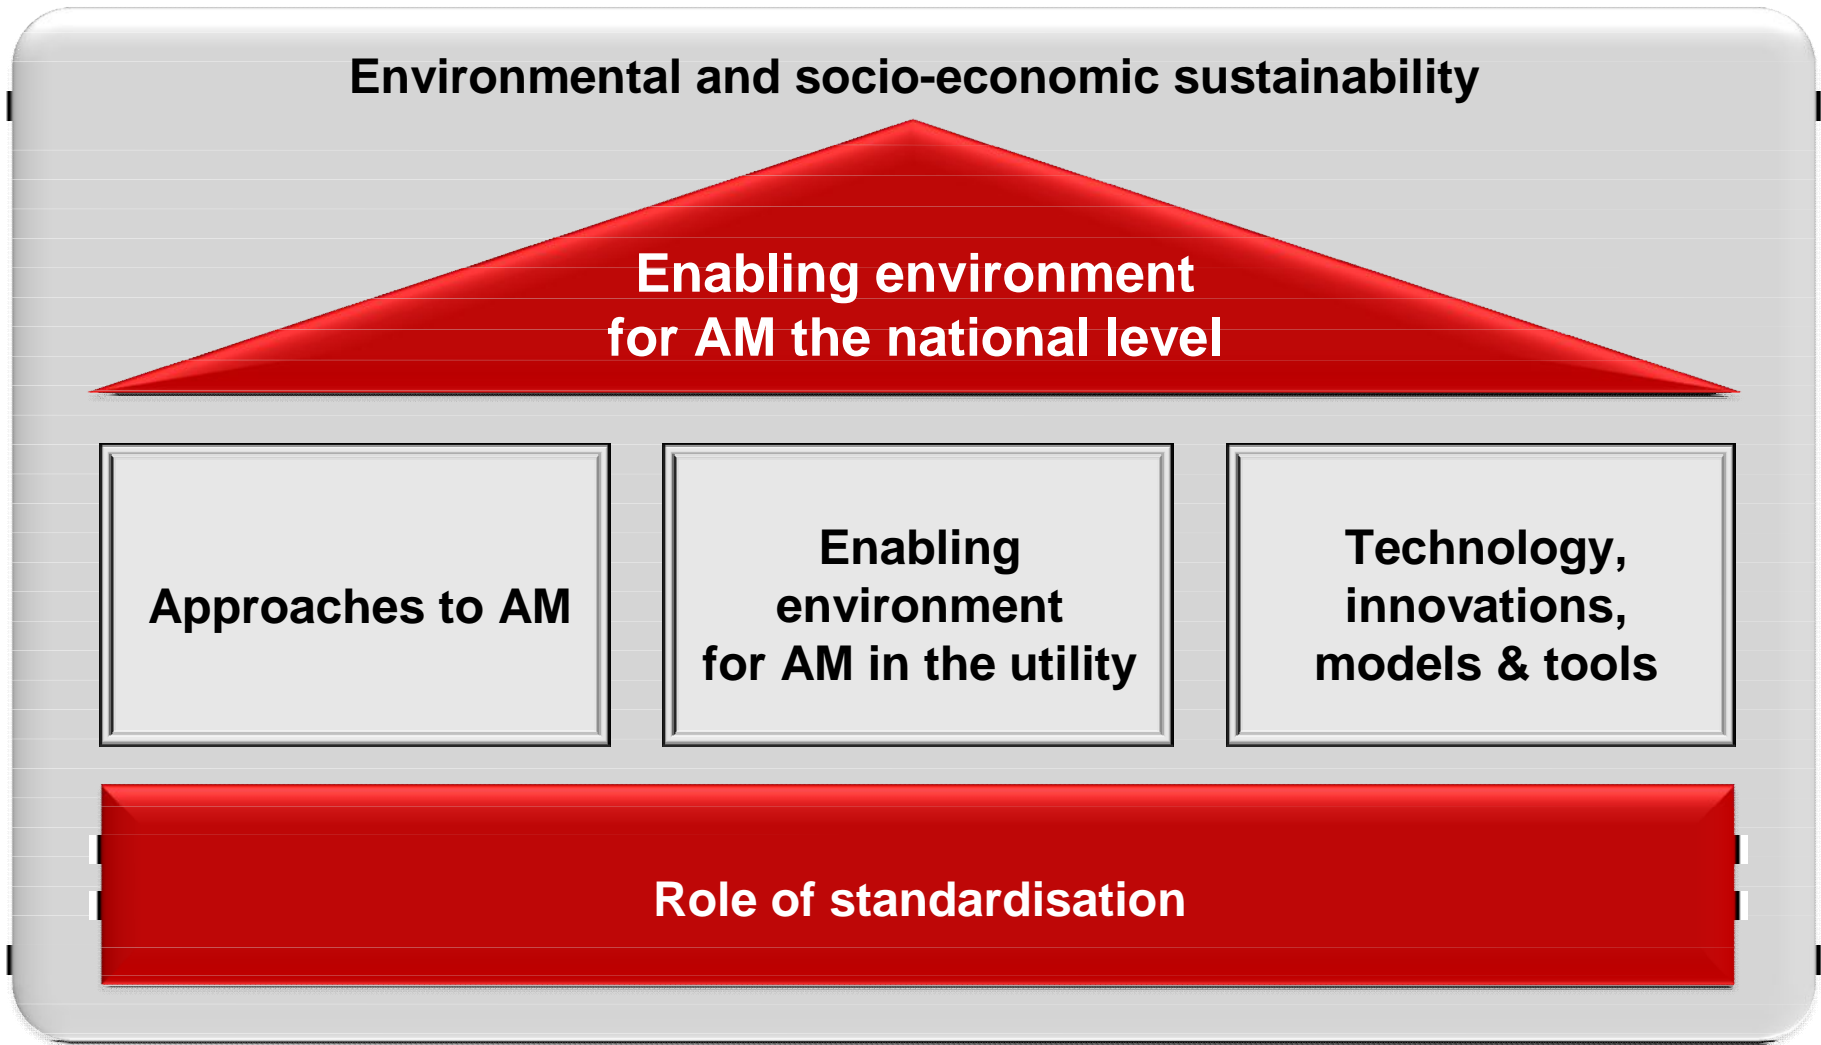 Environmental and socio-economic sustainability
Enabling environment
for AM the national level
Approaches to AM
Enabling
environment
for AM in the utility
Technology,
innovations,
models & tools
Role of standardisation